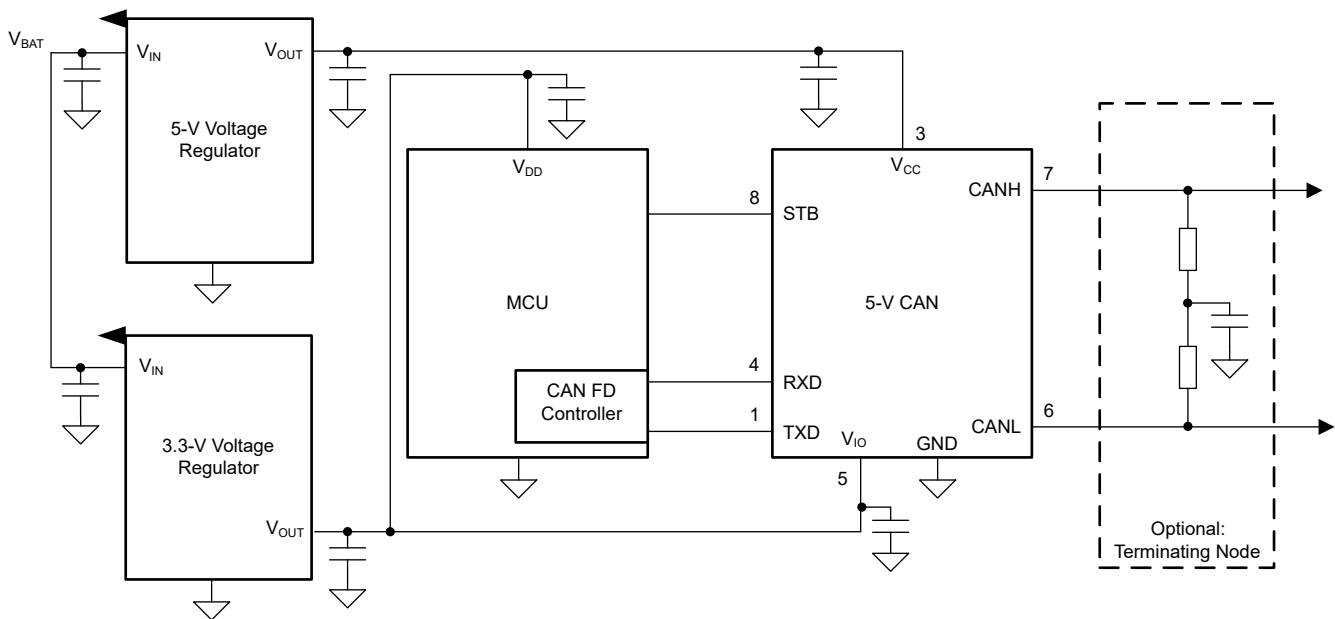 VBAT
VIN
VOUT
5-V Voltage
Regulator
VIN
3.3-V Voltage
Regulator
VOUT
VDD
MCU
CAN FD
Controller
8
4
1
3
VCC
STB
5-V CAN
RXD
TXD
VIO
GND
5
CANH
7
CANL
6
Optional:
Terminating Node